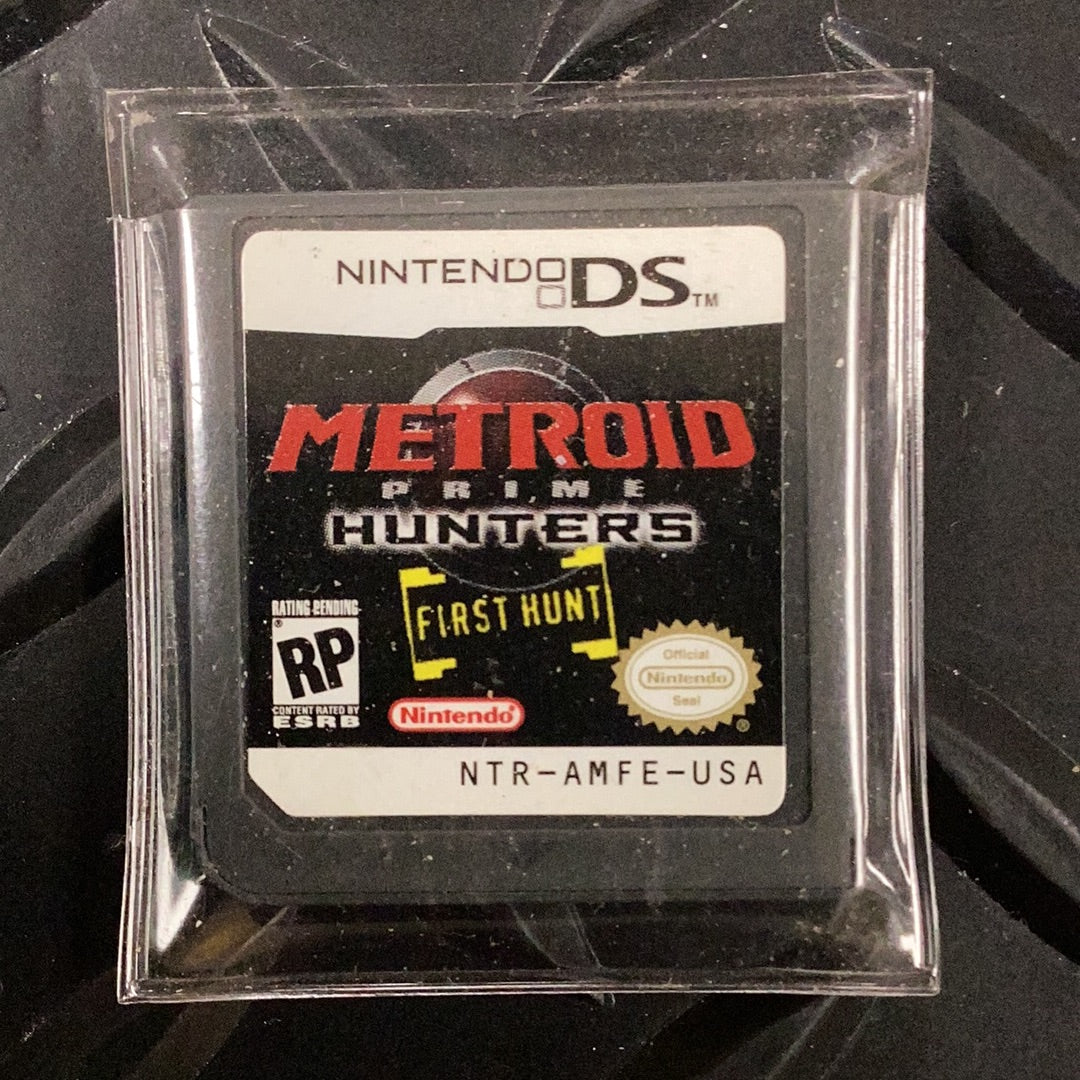 NINTENDO DS™
METROID
PRIME
HUNTERS
FIRST HUNT
RATING PENDING
RP
®
CONTENT RATED BY
ESRB
Nintendo®
Official
Nintendo
Seal
®
NTR-AMFE-USA